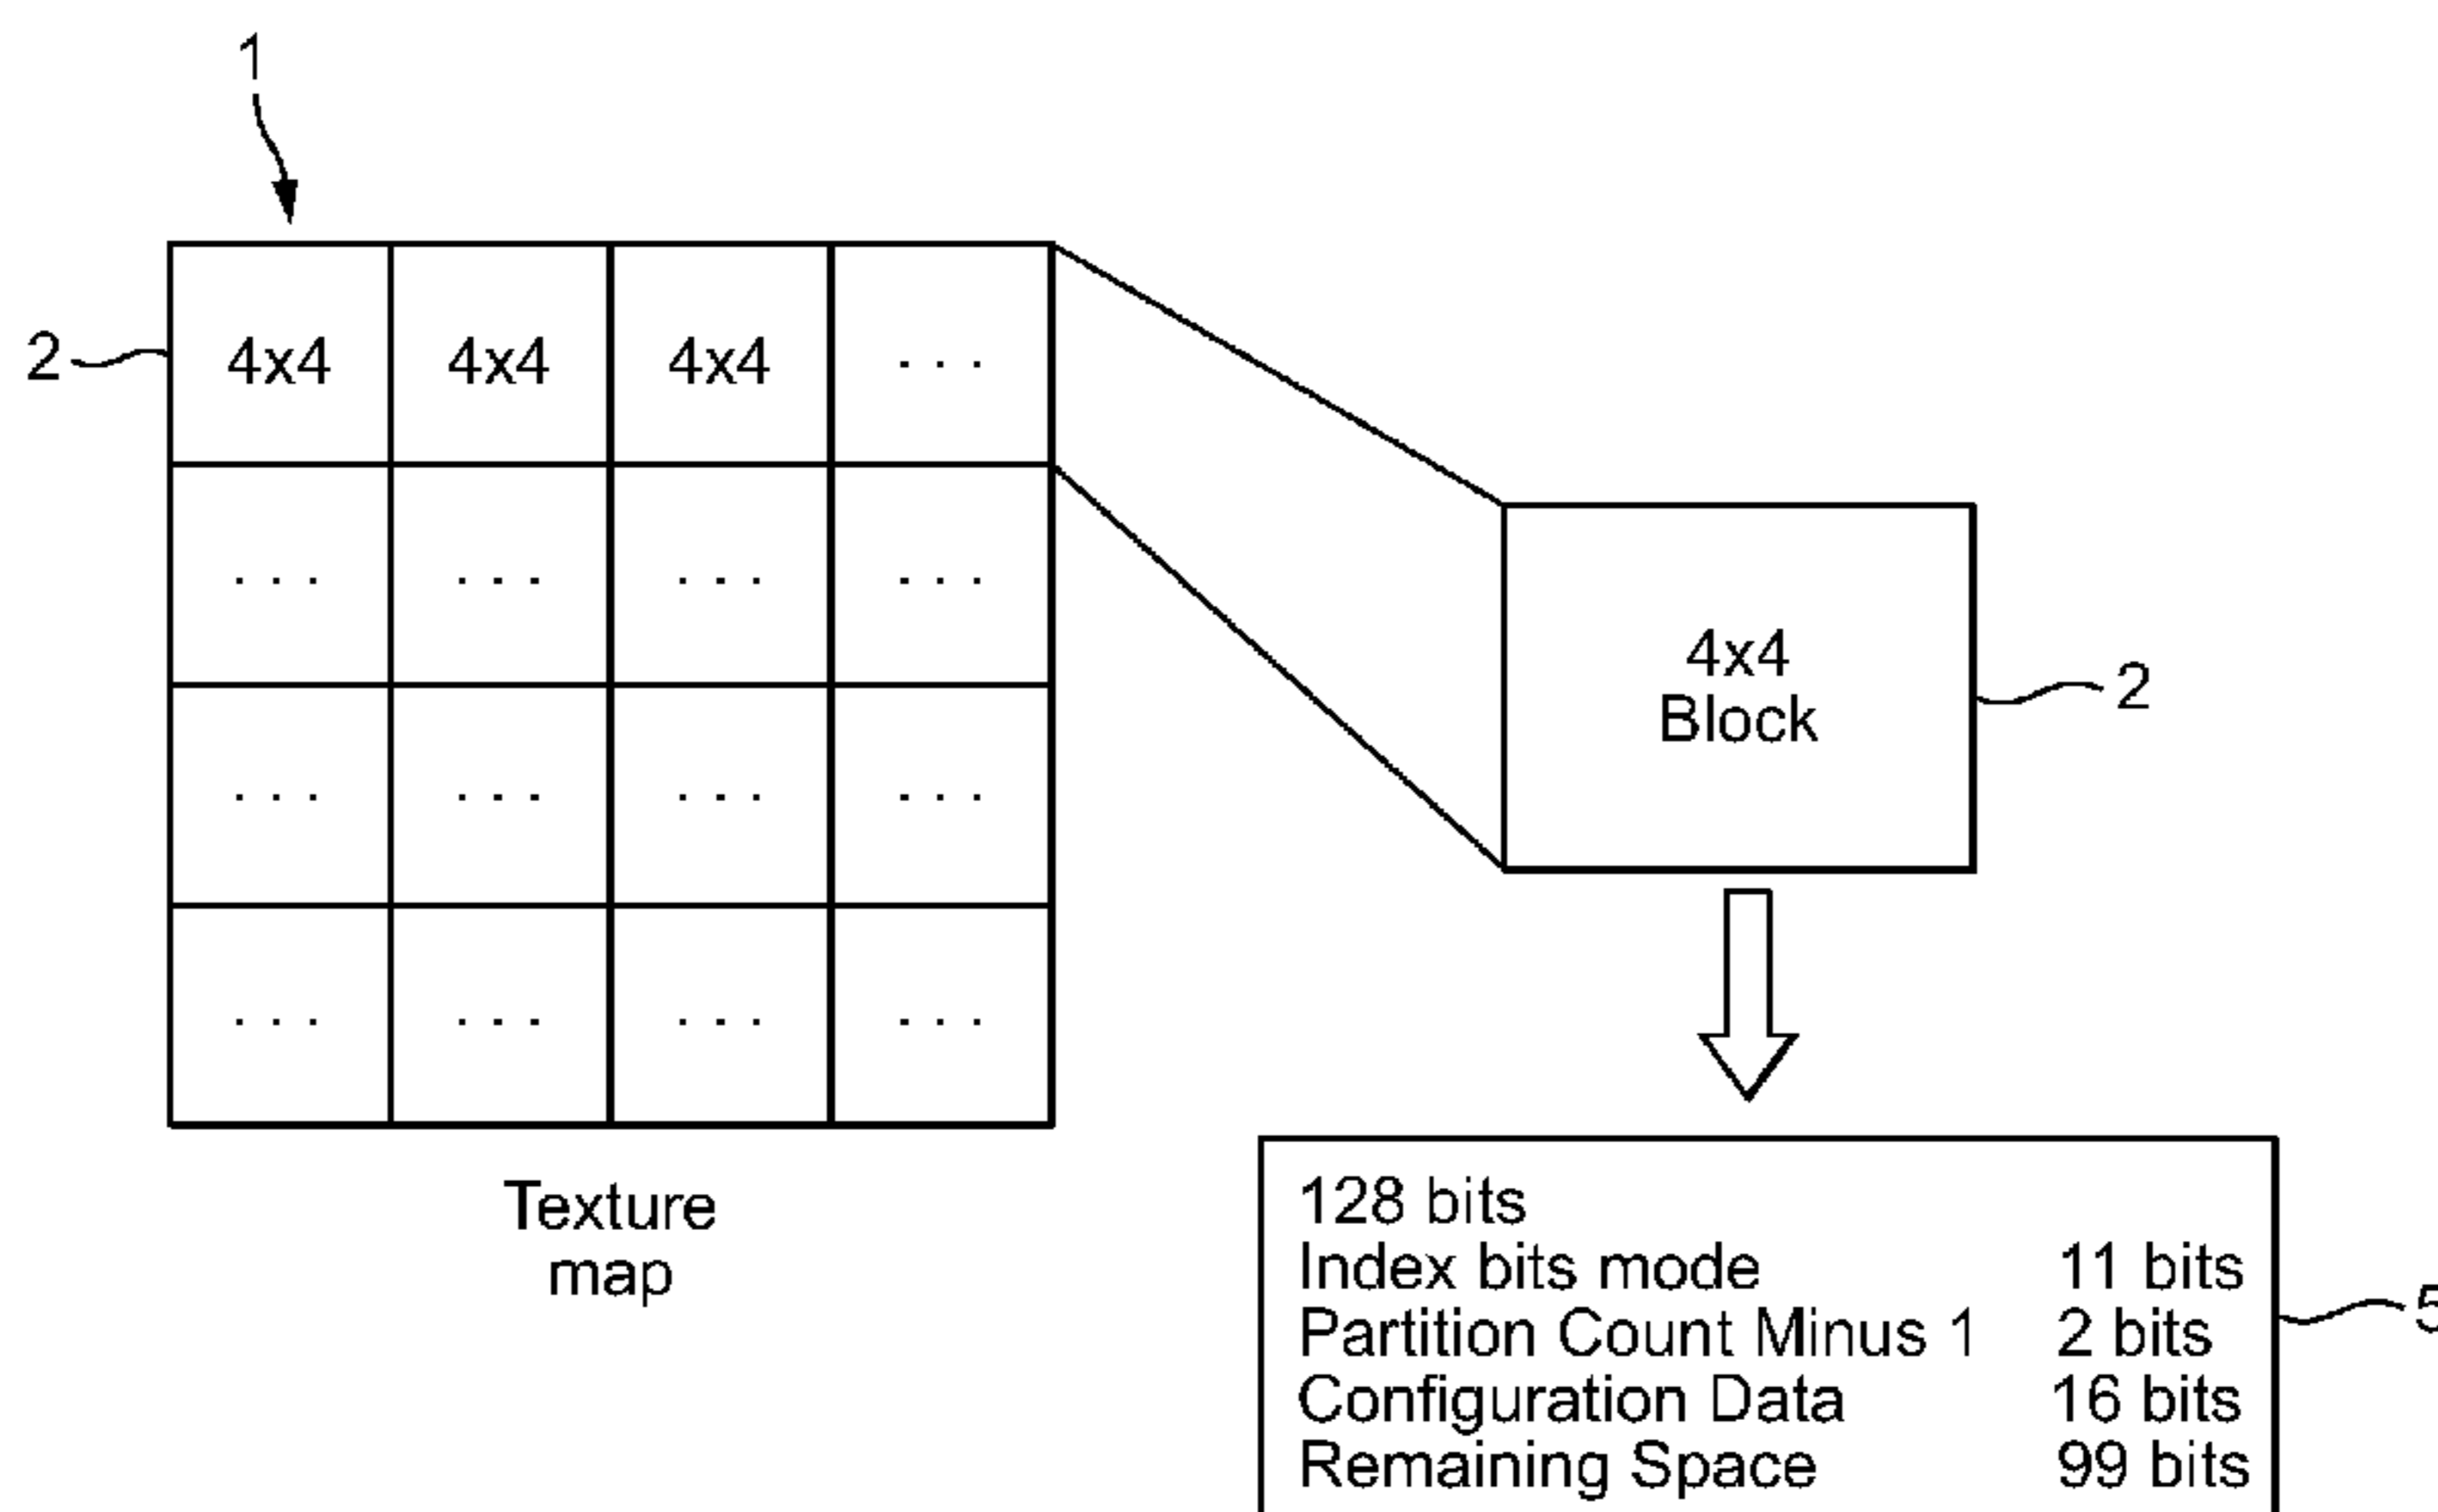 1
2
4x4 4x4 4x4 . . .
. . . . . . . . . . . .
. . . . . . . . . . . .
. . . . . . . . . . . .
Texture
map
4x4
Block
2
128 bits
Index bits mode 11 bits
Partition Count Minus 1 2 bits
Configuration Data 16 bits
Remaining Space 99 bits
5